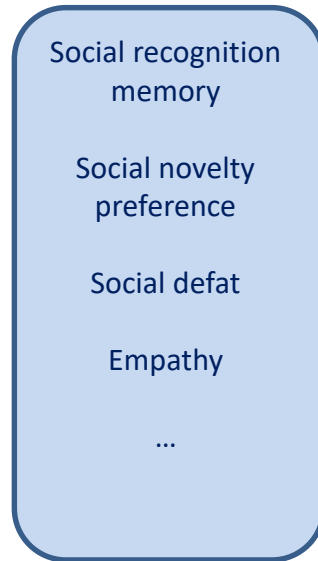 Social recognition
memory
Social novelty
preference
Social defat
Empathy
...